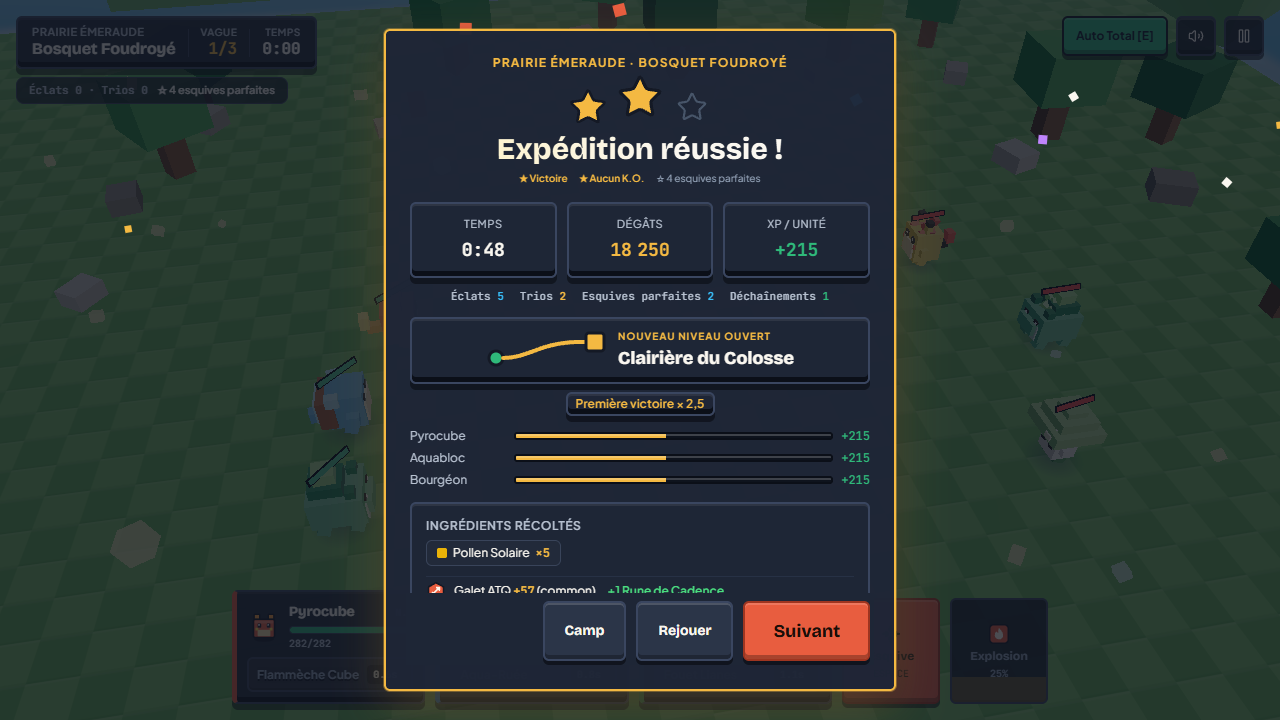 PRAIRIE ÉMERAUDE
Bosquet Foudroyé
VAGUE
1/3
TEMPS
0:00
Éclats 0 · Trios 0 ★ 4 esquives parfaites
Auto Total [E]
PRAIRIE ÉMERAUDE · BOSQUET FOUDROYÉ
Expédition réussie !
★ Victoire ★ Aucun K.O. ☆ 4 esquives parfaites
TEMPS
0:48
DÉGÂTS
18 250
XP / UNITÉ
+215
Éclats 5 Trios 2 Esquives parfaites 2 Déchaînements 1
NOUVEAU NIVEAU OUVERT
Clairière du Colosse
Première victoire × 2,5
Pyrocube +215
Aquabloc +215
Bourgéon +215
INGRÉDIENTS RÉCOLTÉS
Pollen Solaire ×5
Galet ATQ +57 (common) +1 Rune de Cadence
Camp
Rejouer
Suivant
Pyrocube
282/282
Flammèche Cube
Explosion
25%